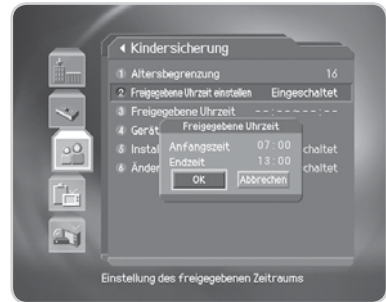 Kindersicherung
1 Altersbegrenzung 16
2 Freigegebene Uhrzeit einstellen Eingeschaltet
3 Freigegebene Uhrzeit --:--~--:--
4 Gerät
Freigegebene Uhrzeit
5 Instal chaltet
Anfangszeit 07:00
Endzeit 13:00
6 Änder chaltet
OK Abbrechen
Einstellung des freigegebenen Zeitraums